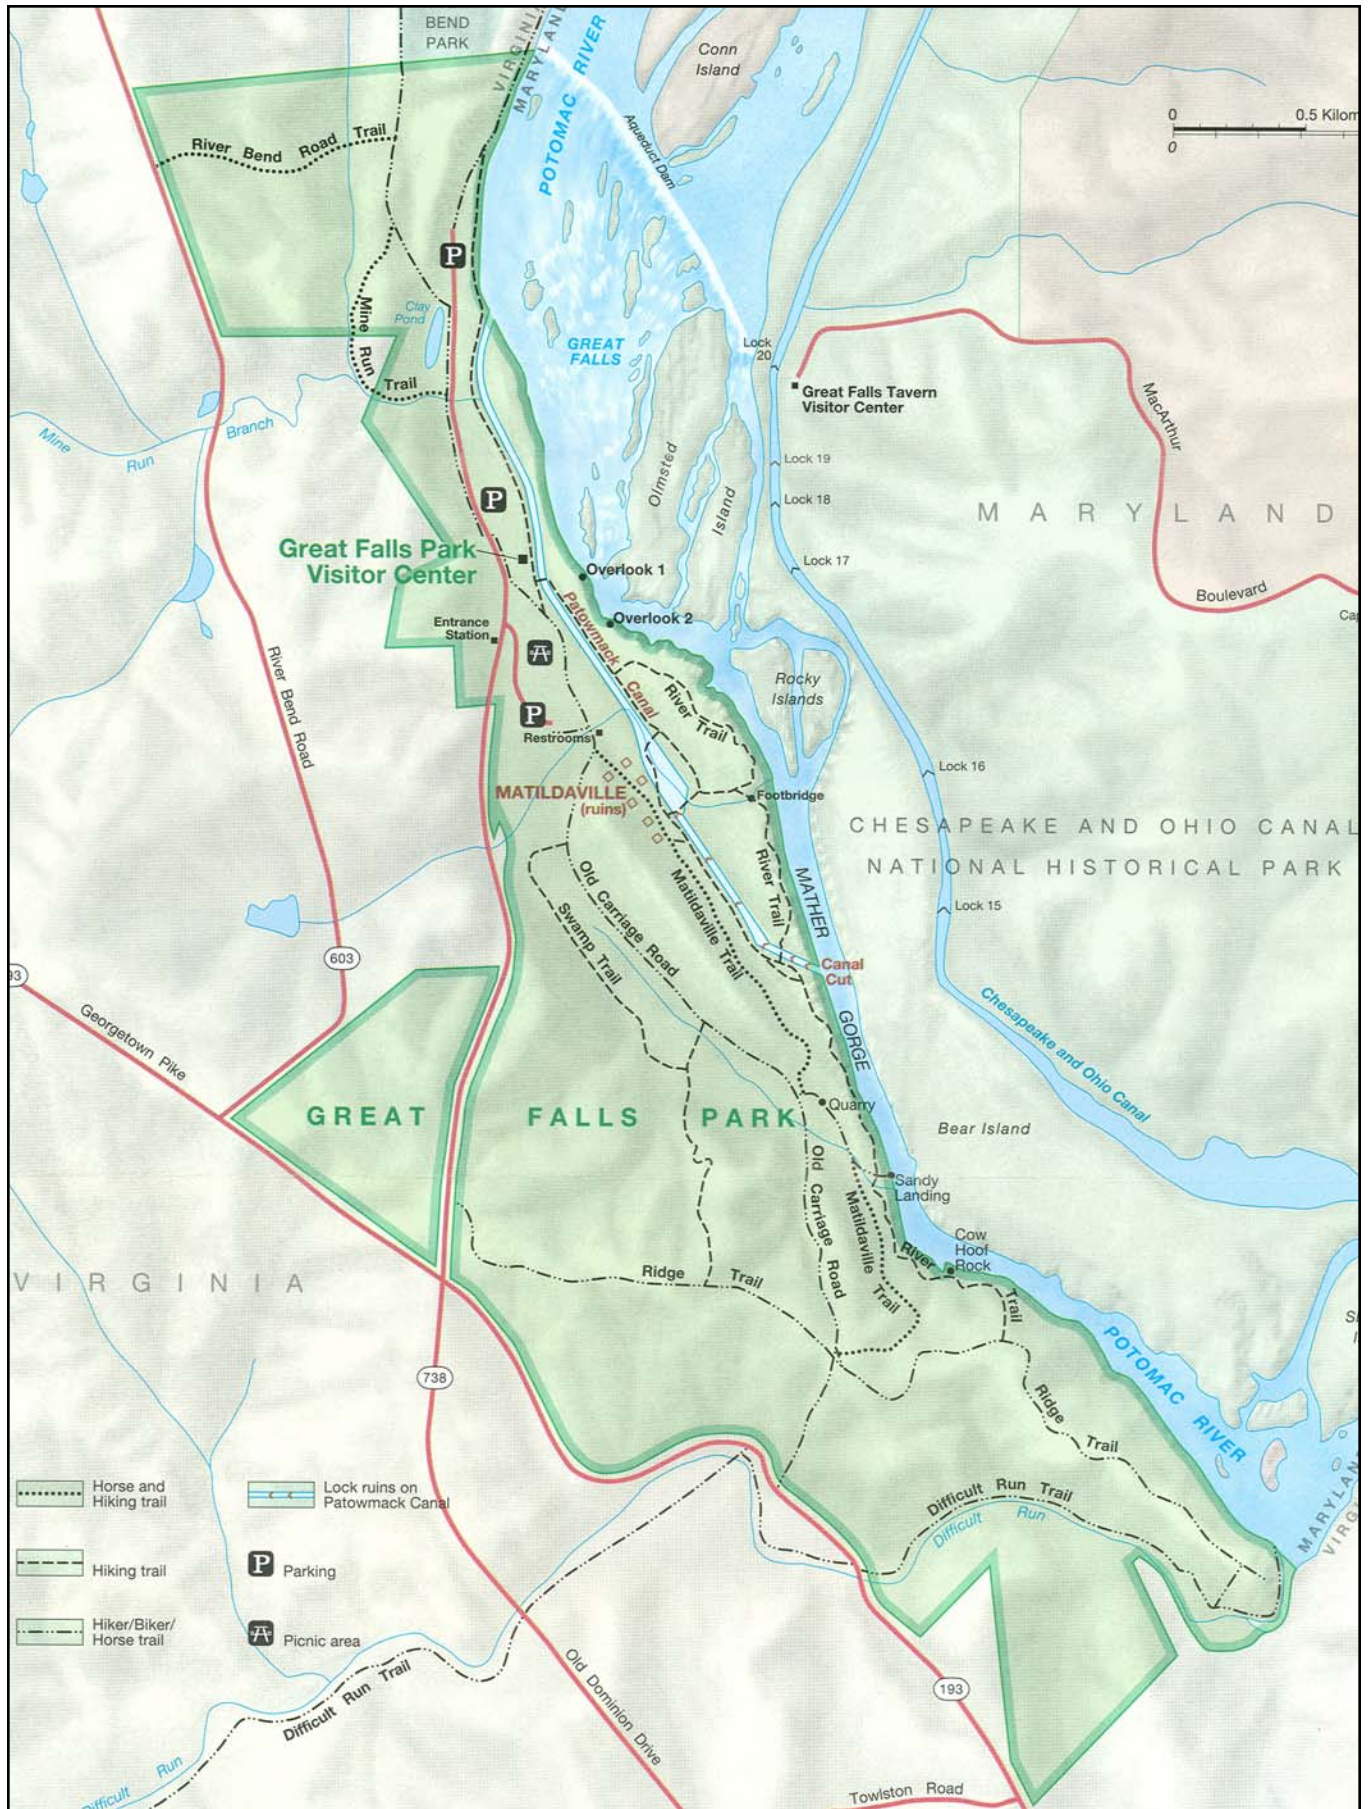 BEND
PARK
VIRGINIA
MARYLAND
POTOMAC RIVER
Conn
Island
Aqueduct Dam
0 0.5 Kilom
0
River Bend Road Trail
P
Mine Run Trail
Clay
Pond
GREAT
FALLS
Lock
20
Great Falls Tavern
Visitor Center
MacArthur
Boulevard
Mine Run Branch
Olmsted
Island
Lock 19
Lock 18
MARYLAND
P
Great Falls Park
Visitor Center
Lock 17
Overlook 1
Overlook 2
Entrance
Station
Patowmack Canal
River Bend Road
River Trail
Rocky
Islands
P
Restrooms
MATILDAVILLE
(ruins)
Footbridge
Lock 16
CHESAPEAKE AND OHIO CANAL
NATIONAL HISTORICAL PARK
River Trail
MATHER
GORGE
Old Carriage Road
Matildaville Trail
Swamp Trail
Lock 15
Canal
Cut
603
93
Georgetown Pike
Chesapeake and Ohio Canal
GREAT FALLS PARK
Quarry
Bear Island
Sandy
Landing
Old Carriage Road
Matildaville Trail
Cow
Hoof
Rock
River Trail
VIRGINIA
Ridge Trail
738
POTOMAC RIVER
Ridge Trail
Difficult Run Trail
Difficult Run
MARYLAND
Horse and
Hiking trail
Lock ruins on
Patowmack Canal
Hiking trail
P
Parking
Hiker/Biker/
Horse trail
Picnic area
Difficult Run Trail
Old Dominion Drive
193
Difficult Run
Towlston Road